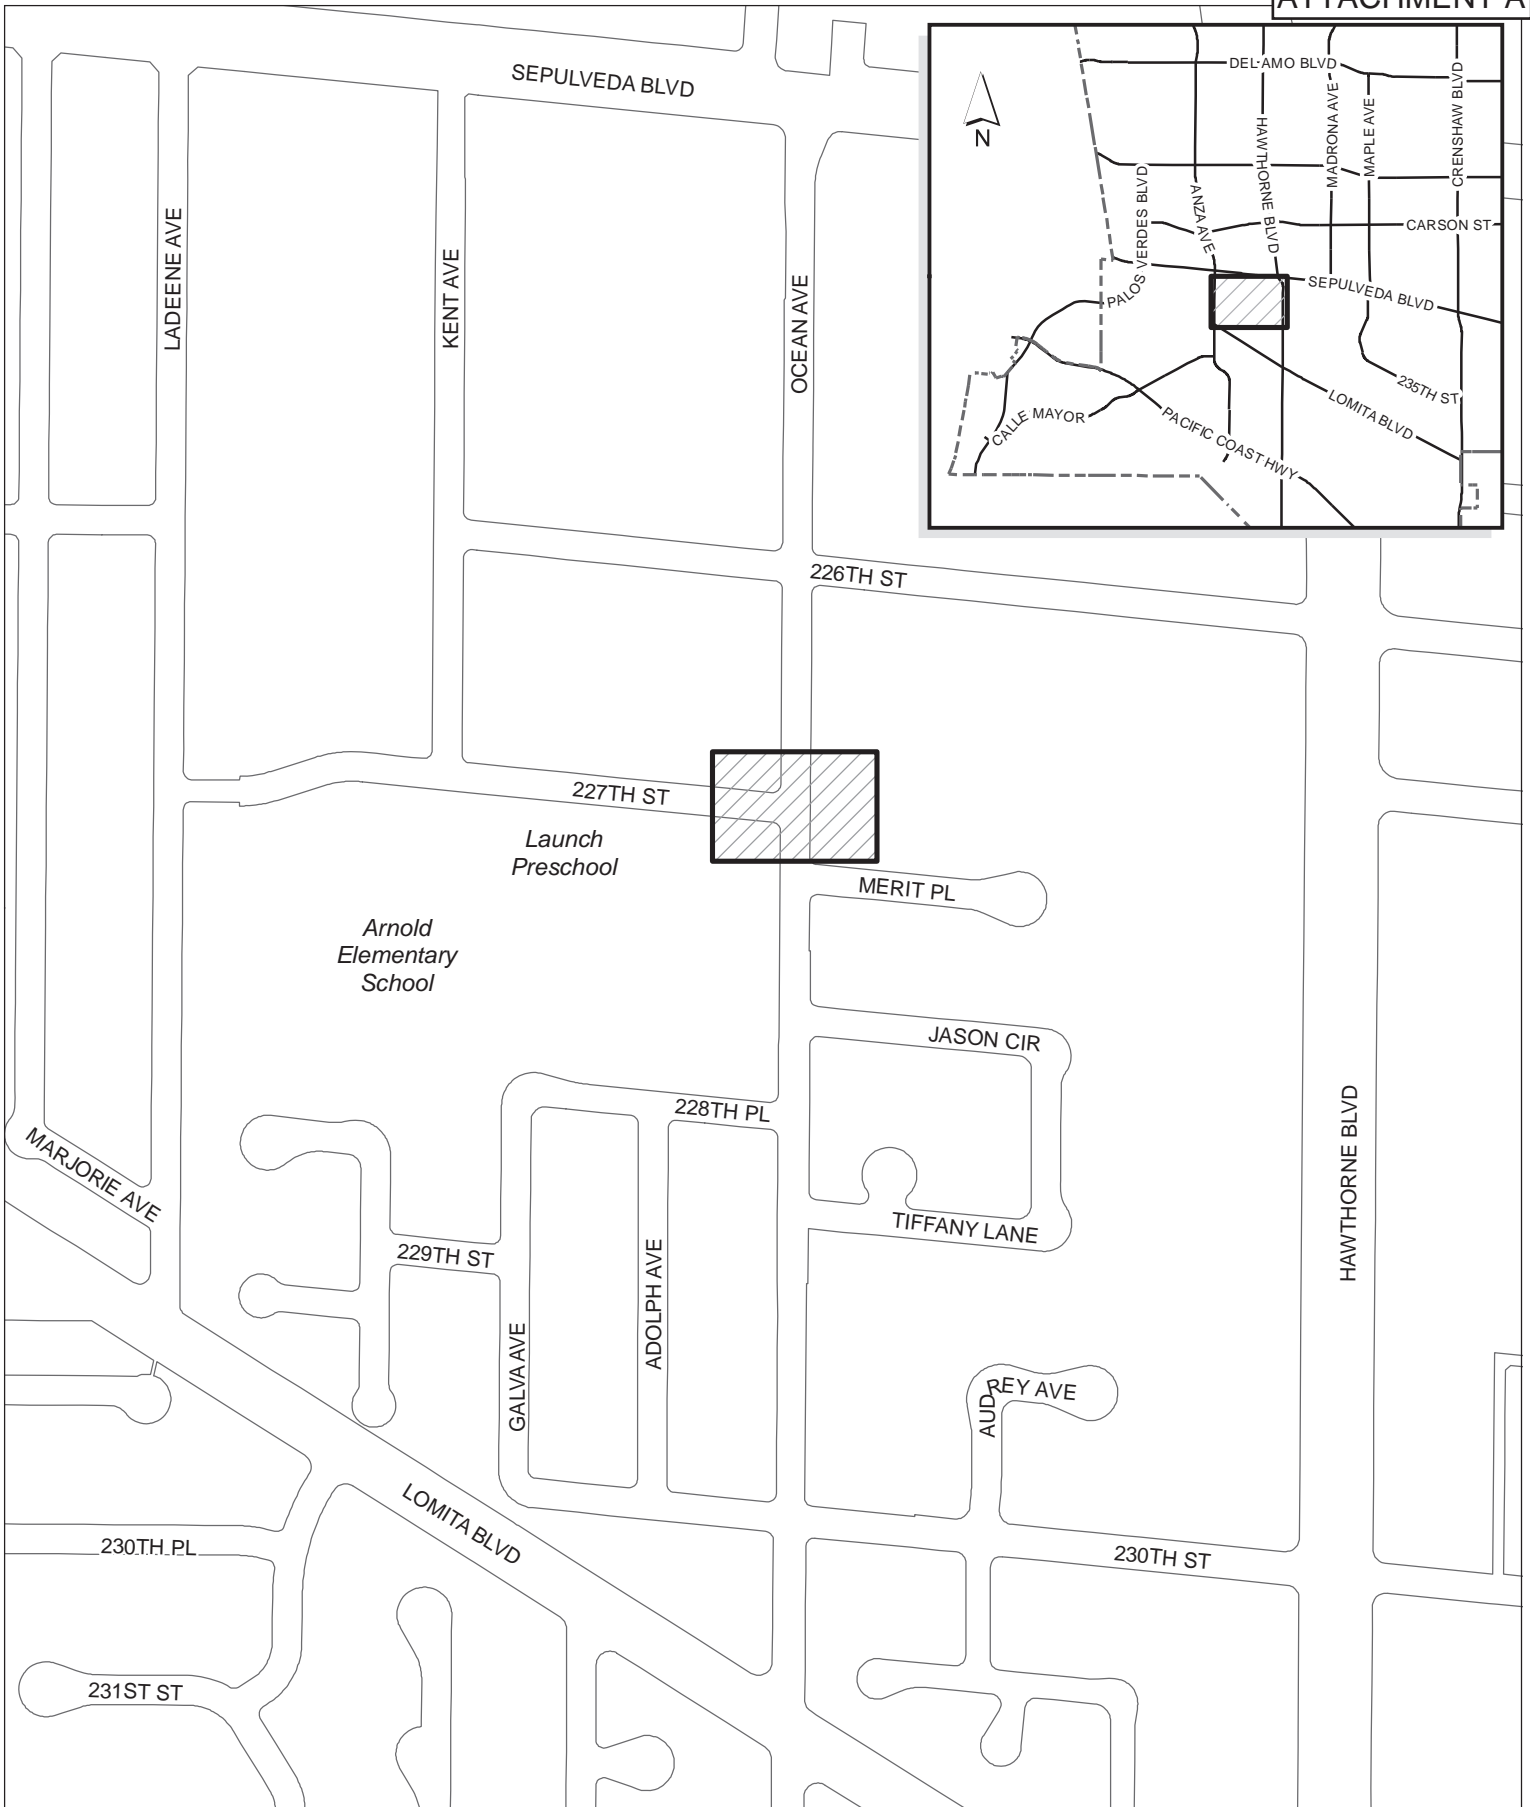 ATTACHMENT A
SEPULVEDA BLVD
LADEENE AVE
KENT AVE
OCEAN AVE
N
DEL AMO BLVD
HAWTHORNE BLVD
MADRONA AVE
MAPLE AVE
CRENSHAW BLVD
PALOS VERDES BLVD
ANZA AVE
CARSON ST
SEPULVEDA BLVD
235TH ST
LOMITA BLVD
CALLE MAYOR
PACIFIC COAST HWY
226TH ST
227TH ST
Launch
Preschool
MERIT PL
Arnold
Elementary
School
JASON CIR
228TH PL
HAWTHORNE BLVD
MARJORIE AVE
TIFFANY LANE
229TH ST
ADOLPH AVE
GALVA AVE
AUDREY AVE
LOMITA BLVD
230TH PL
230TH ST
231ST ST